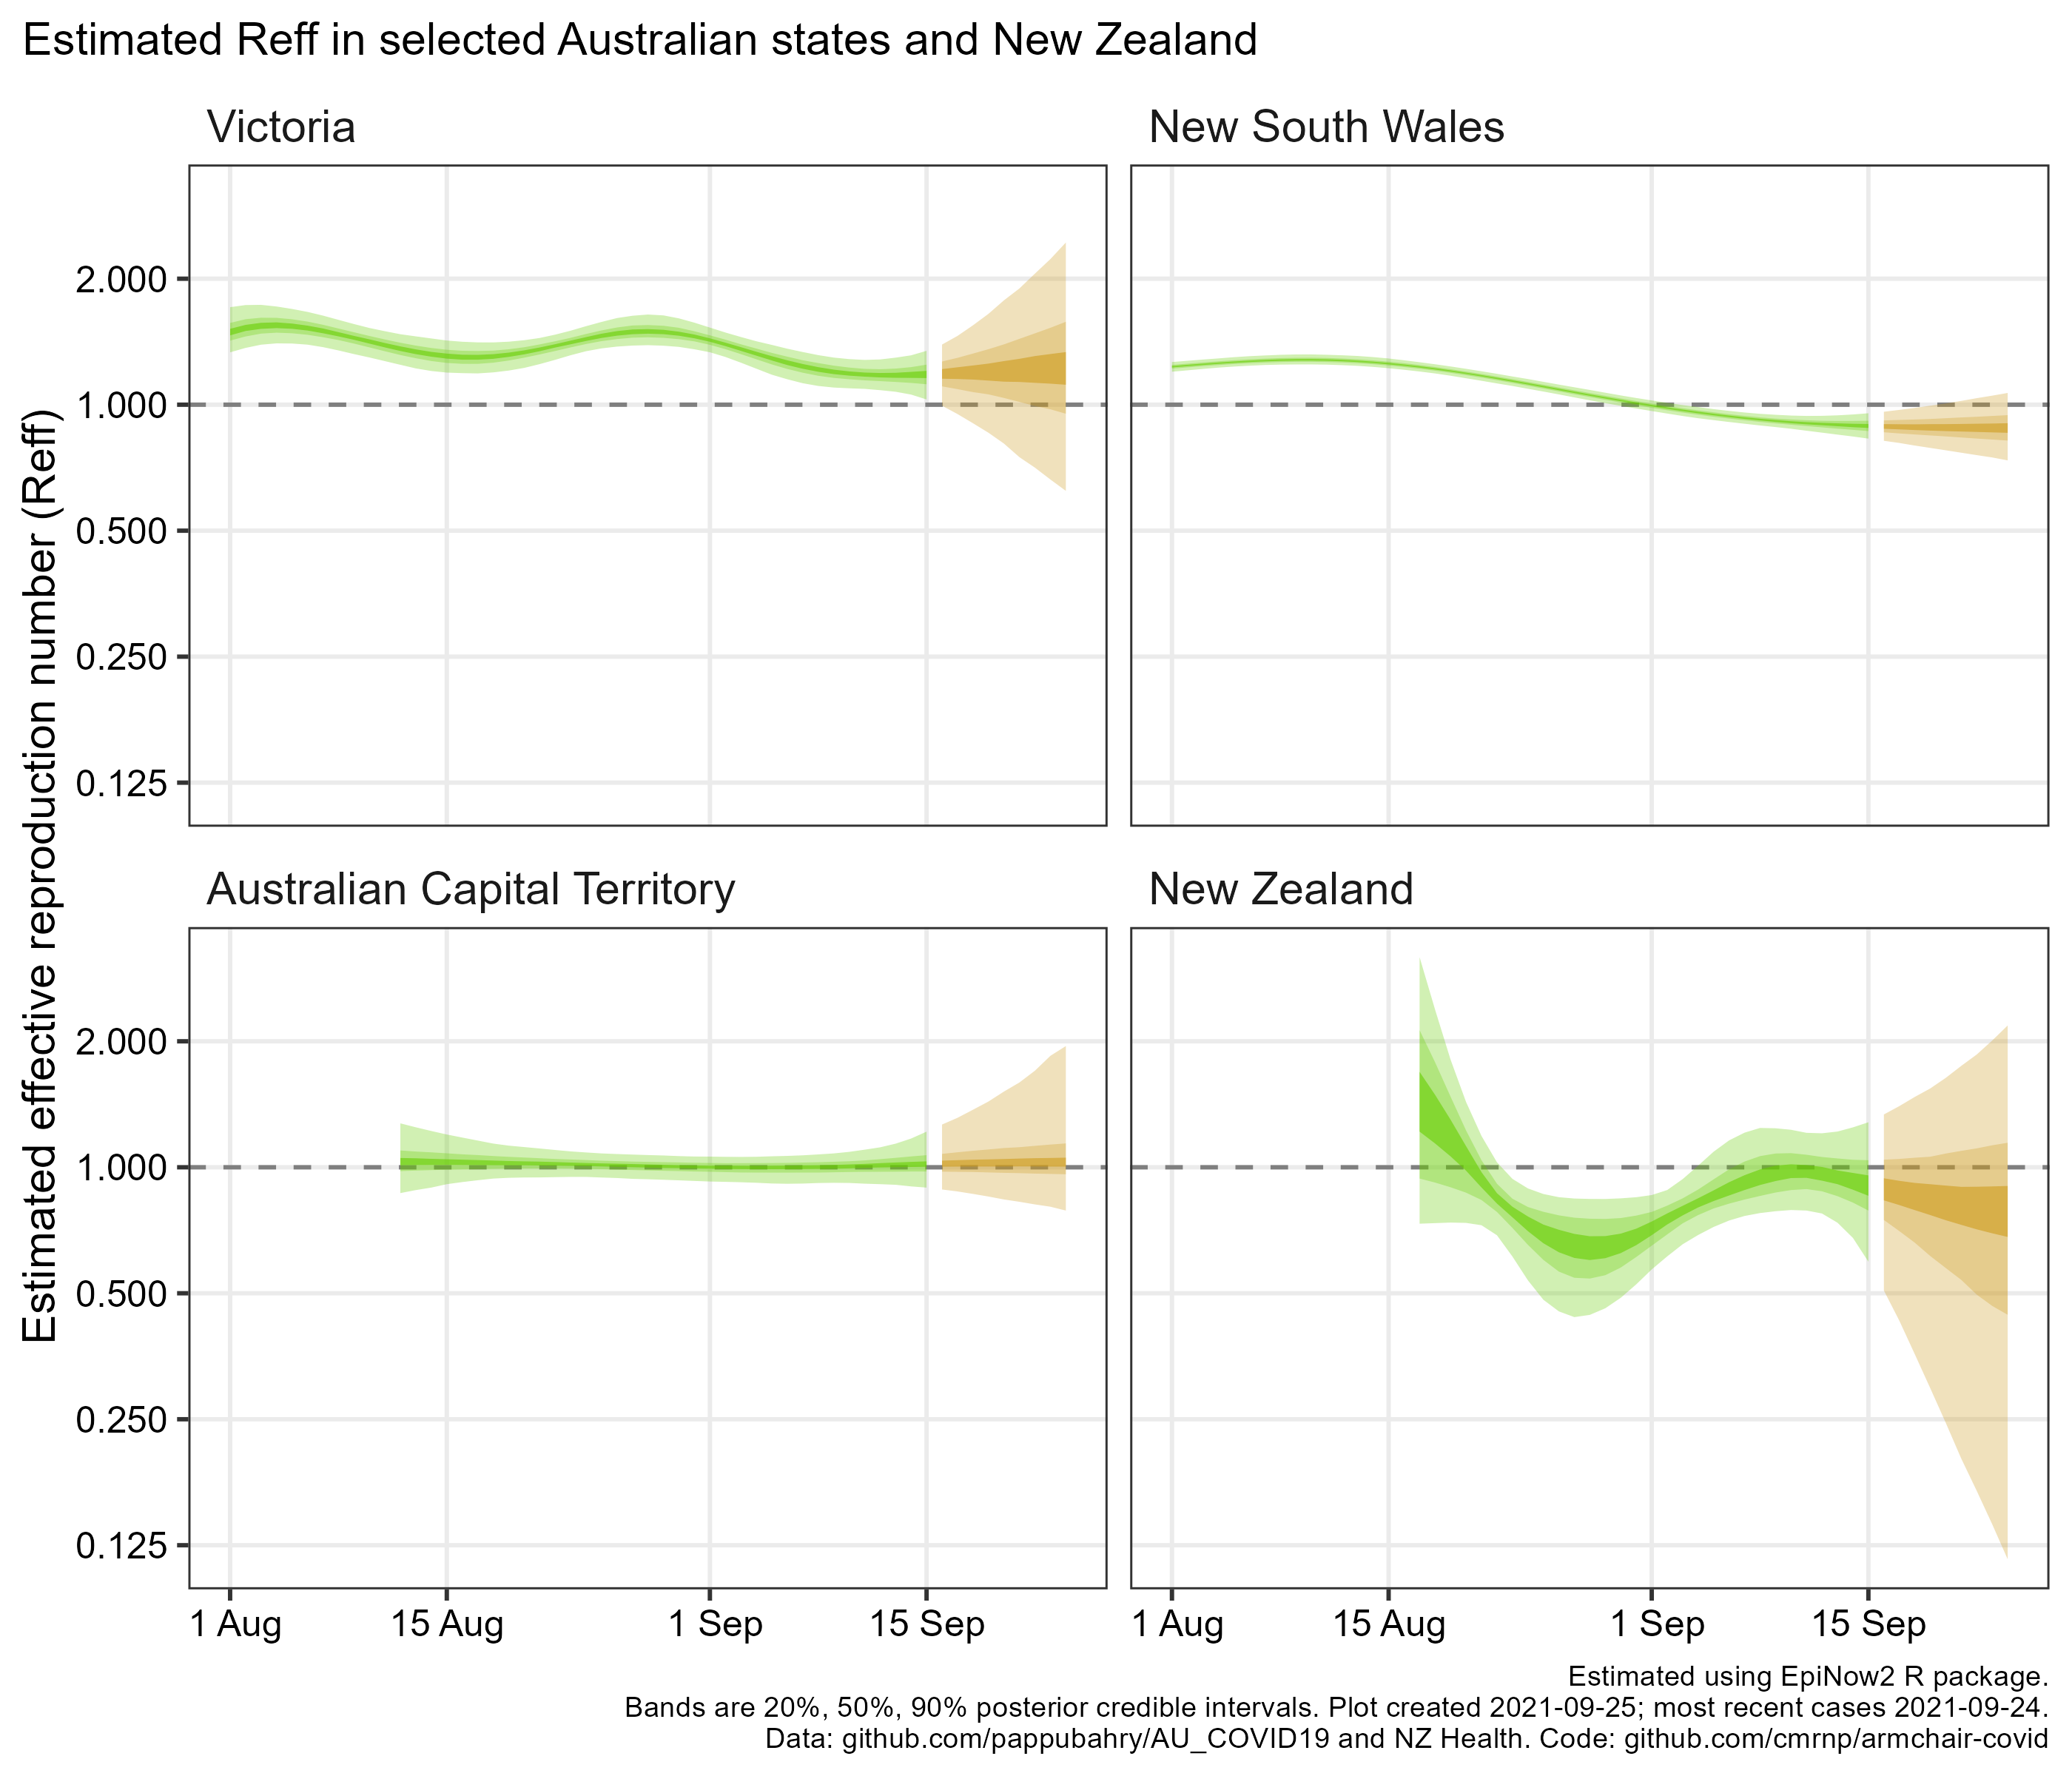 Estimated Reff in selected Australian states and New Zealand
Victoria
New South Wales
Estimated effective reproduction number (Reff)
2.000
1.000
0.500
0.250
0.125
Australian Capital Territory
New Zealand
2.000
1.000
0.500
0.250
0.125
1 Aug
15 Aug
1 Sep
15 Sep
1 Aug
15 Aug
1 Sep
15 Sep
Estimated using EpiNow2 R package.
Bands are 20%, 50%, 90% posterior credible intervals. Plot created 2021-09-25; most recent cases 2021-09-24.
Data: github.com/pappubahry/AU_COVID19 and NZ Health. Code: github.com/cmrnp/armchair-covid